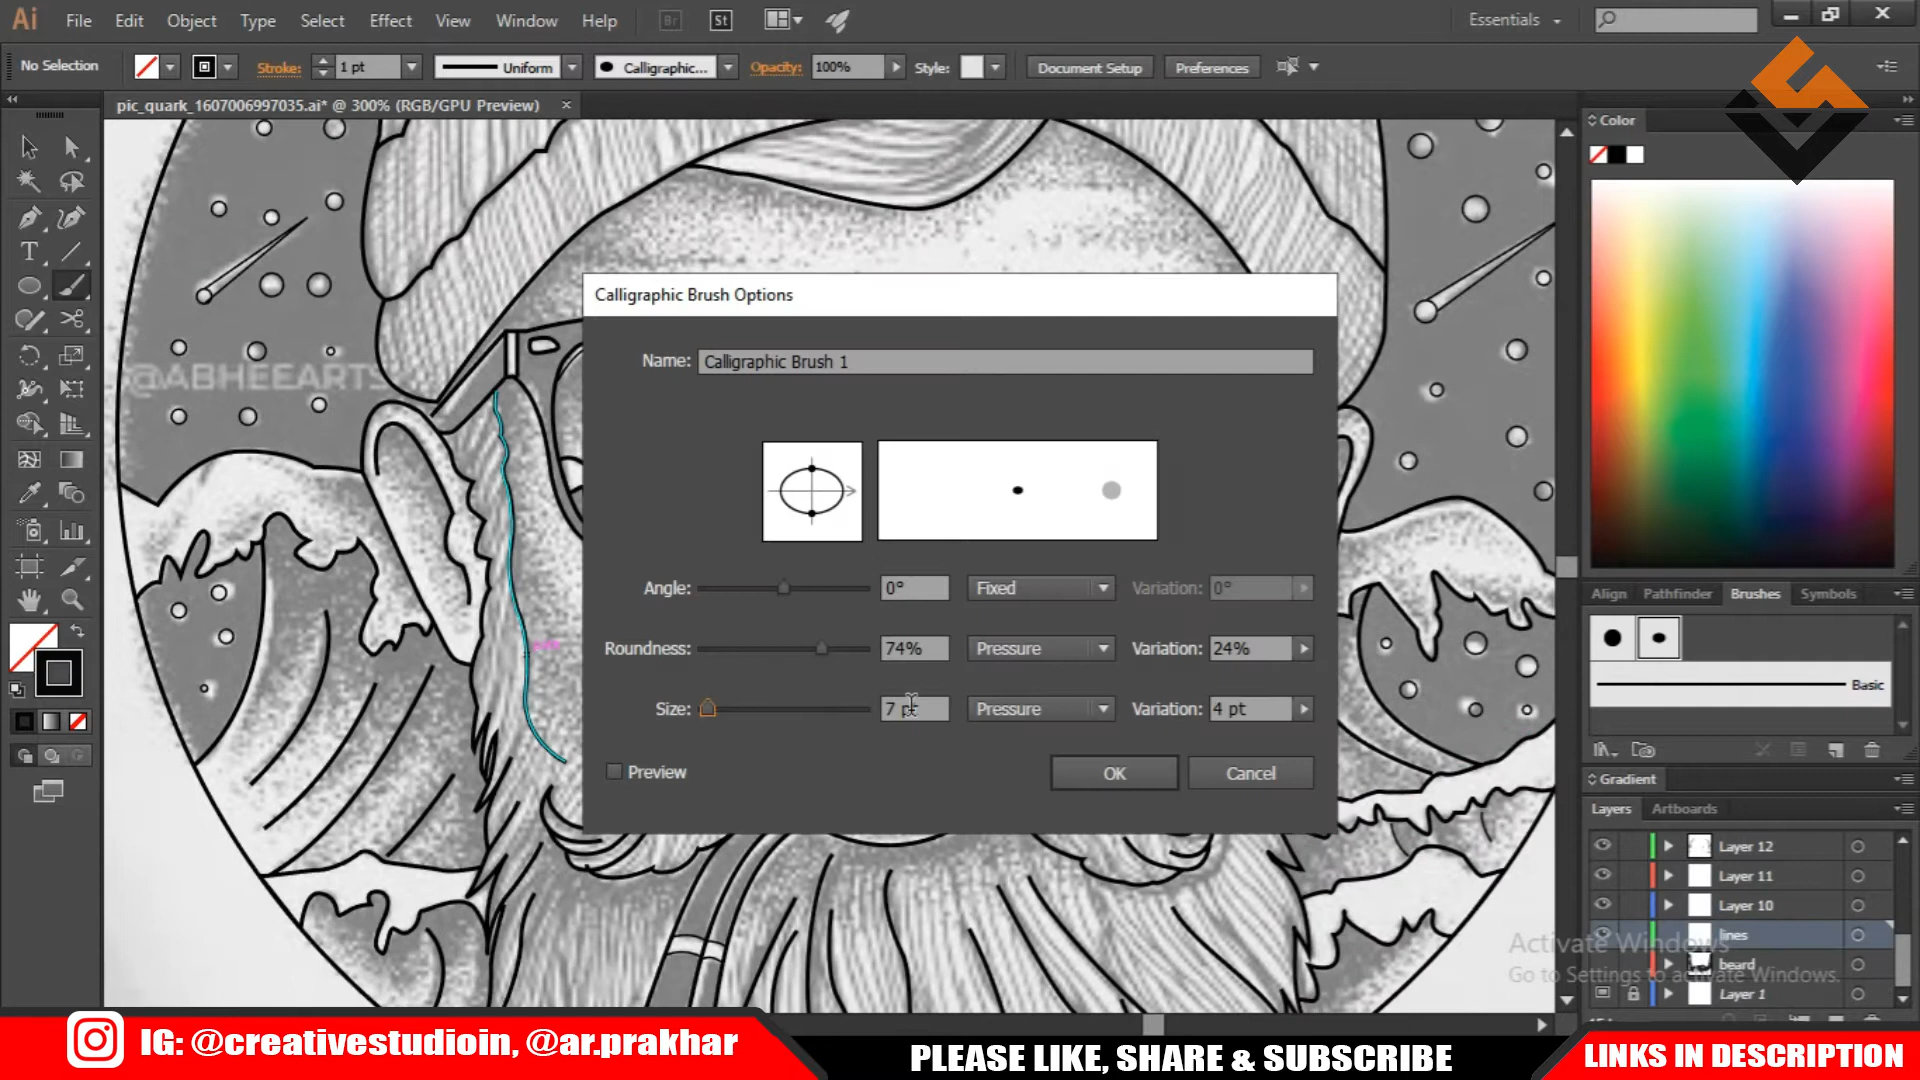 Ai File Edit Object Type Select Effect View Window Help Br St Essentials
No Selection Stroke: 1 pt Uniform Calligraphic... Opacity: 100% Style: Document Setup Preferences
pic_quark_1607006997035.ai* @ 300% (RGB/GPU Preview)
Color
@ABHEEARTS
Calligraphic Brush Options
Name: Calligraphic Brush 1
Angle: 0° Fixed Variation: 0°
Roundness: 74% Pressure Variation: 24%
Size: 7 pt Pressure Variation: 4 pt
Preview OK Cancel
Align Pathfinder Brushes Symbols
Basic
Gradient
Layers Artboards
Layer 12
Layer 11
Layer 10
lines
beard
Layer 1
Activate Windows
Go to Settings to activate Windows.
IG: @creativestudioin, @ar.prakhar
PLEASE LIKE, SHARE & SUBSCRIBE
LINKS IN DESCRIPTION